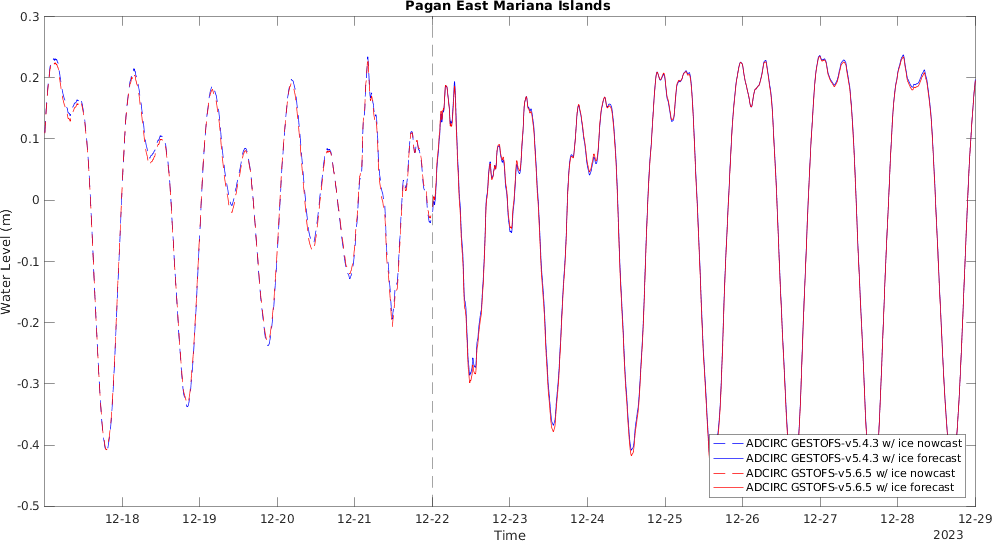 Pagan East Mariana Islands
0.3
0.2
0.1
0
-0.1
-0.2
-0.3
-0.4
-0.5
Water Level (m)
ADCIRC GESTOFS-v5.4.3 w/ ice nowcast
ADCIRC GESTOFS-v5.4.3 w/ ice forecast
ADCIRC GSTOFS-v5.6.5 w/ ice nowcast
ADCIRC GSTOFS-v5.6.5 w/ ice forecast
12-18 12-19 12-20 12-21 12-22 12-23 12-24 12-25 12-26 12-27 12-28 12-29
Time
2023